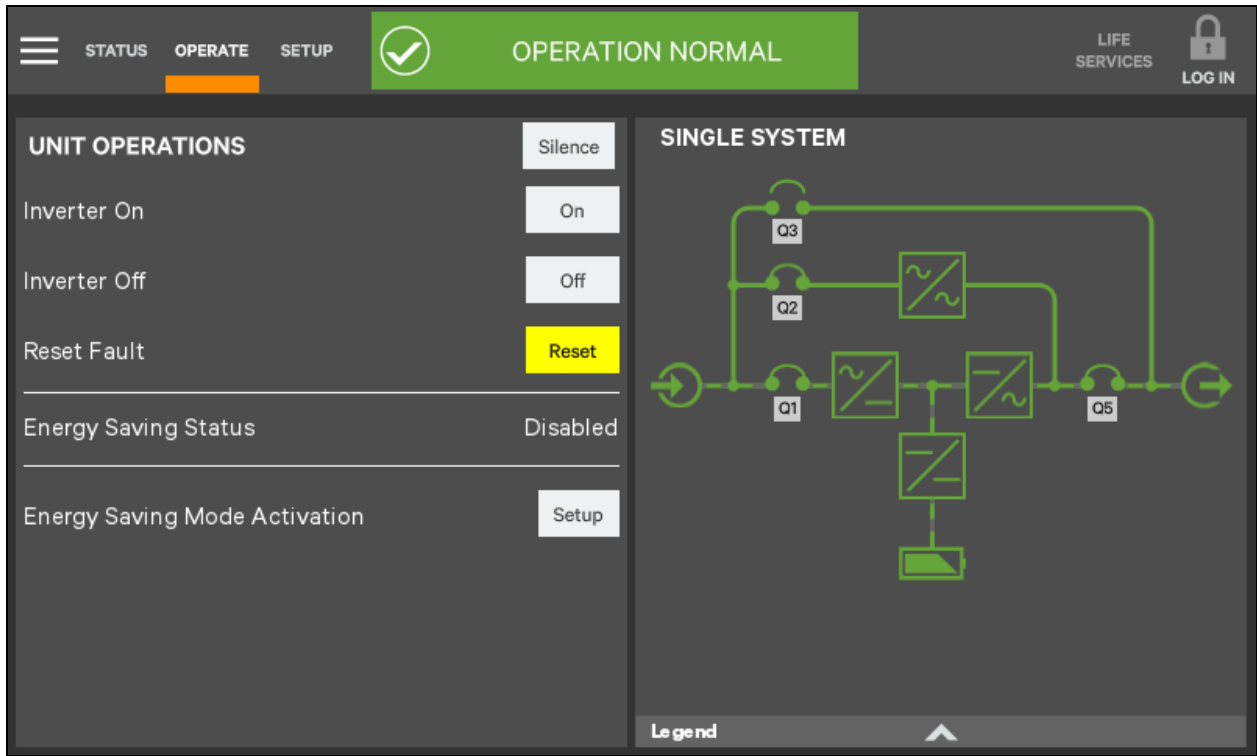 STATUS OPERATE SETUP
OPERATION NORMAL
LIFE
SERVICES
LOG IN
UNIT OPERATIONS
Silence
Inverter On
On
Inverter Off
Off
Reset Fault
Reset
Energy Saving Status
Disabled
Energy Saving Mode Activation
Setup
SINGLE SYSTEM
Q3
Q2
Q1
Q5
Legend